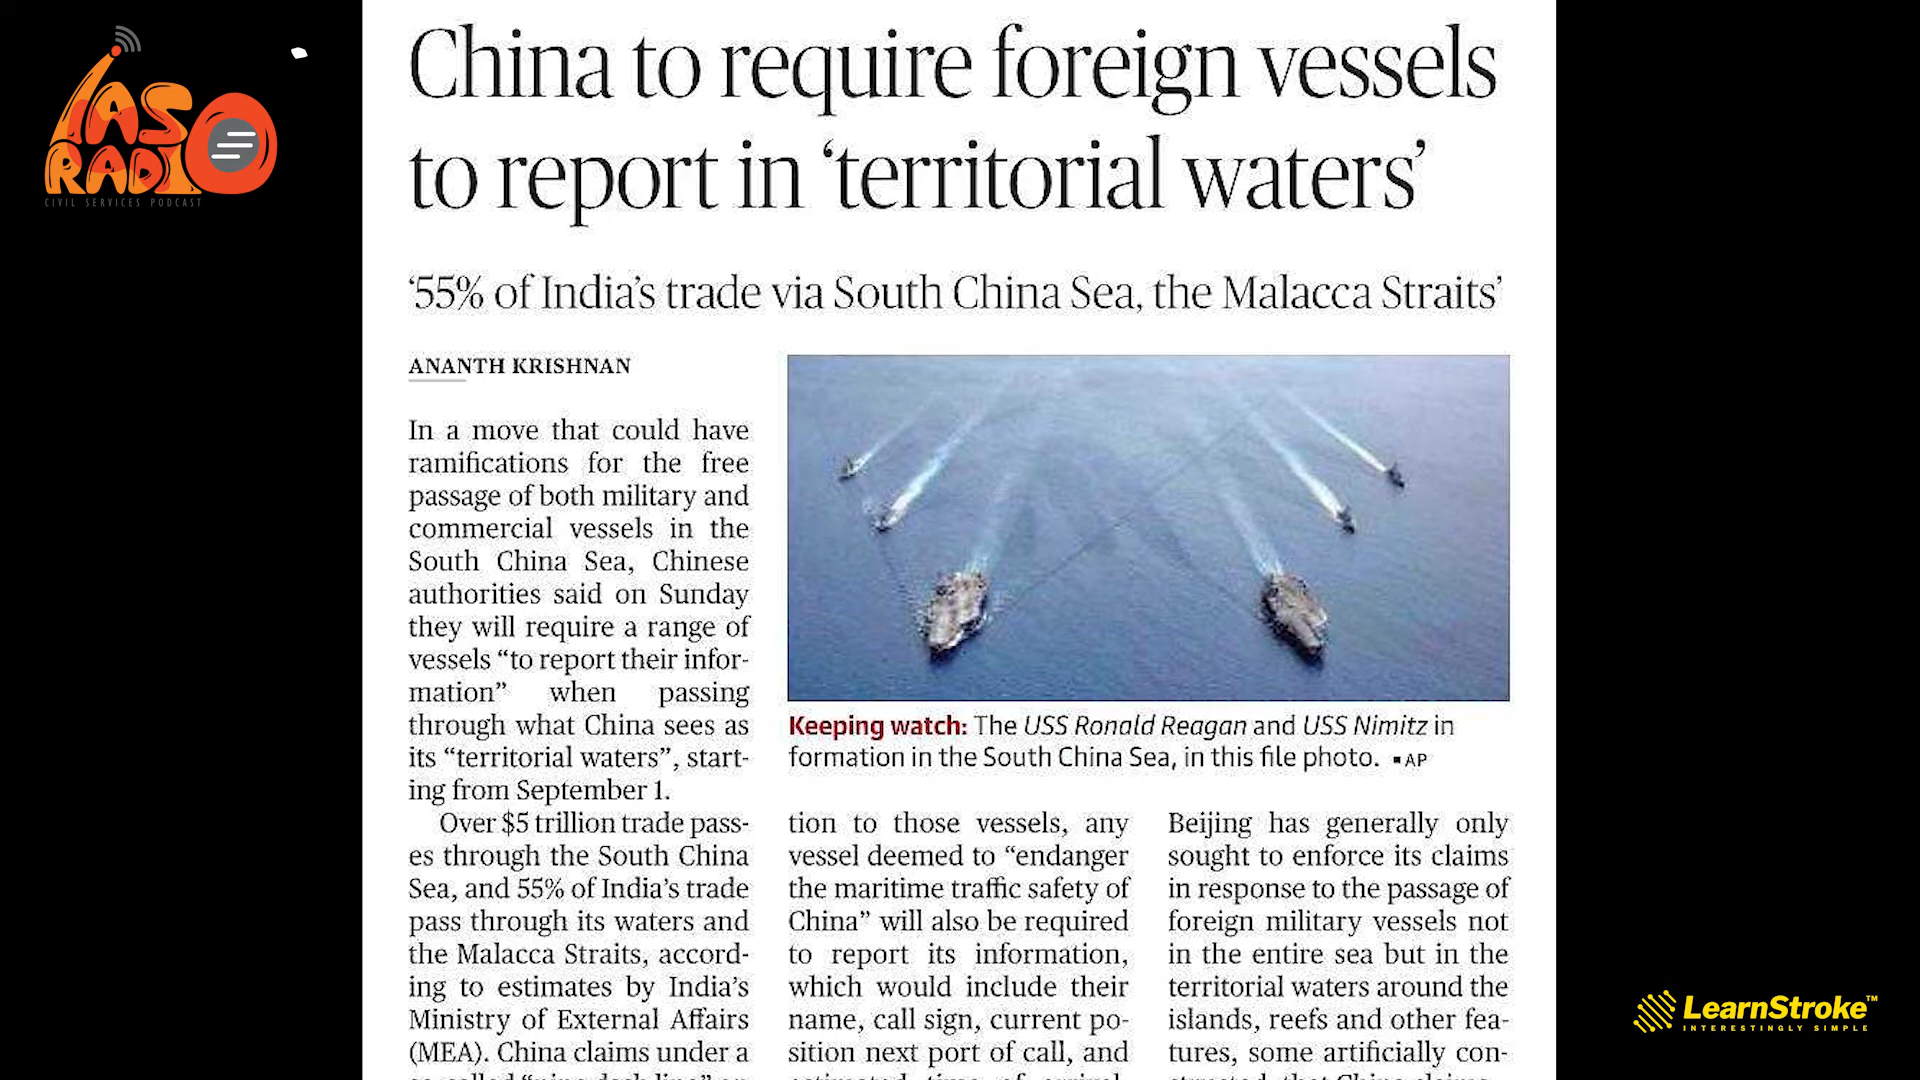 IAS
RADIO
CIVIL SERVICES PODCAST
China to require foreign vessels
to report in ‘territorial waters’
‘55% of India’s trade via South China Sea, the Malacca Straits’
ANANTH KRISHNAN
In a move that could have
ramifications for the free
passage of both military and
commercial vessels in the
South China Sea, Chinese
authorities said on Sunday
they will require a range of
vessels “to report their infor-
mation” when passing
through what China sees as
its “territorial waters”, start-
ing from September 1.
Over $5 trillion trade pass-
es through the South China
Sea, and 55% of India’s trade
pass through its waters and
the Malacca Straits, accord-
ing to estimates by India’s
Ministry of External Affairs
(MEA). China claims under a
Keeping watch: The USS Ronald Reagan and USS Nimitz in
formation in the South China Sea, in this file photo. ▪ AP
tion to those vessels, any
vessel deemed to “endanger
the maritime traffic safety of
China” will also be required
to report its information,
which would include their
name, call sign, current po-
sition next port of call, and
Beijing has generally only
sought to enforce its claims
in response to the passage of
foreign military vessels not
in the entire sea but in the
territorial waters around the
islands, reefs and other fea-
tures, some artificially con-
LearnStroke™
INTERESTINGLY SIMPLE